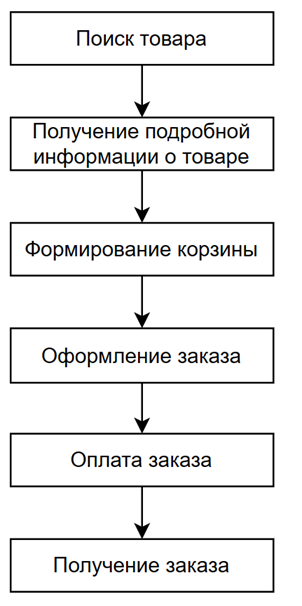 Поиск товара
Получение подробной
информации о товаре
Формирование корзины
Оформление заказа
Оплата заказа
Получение заказа